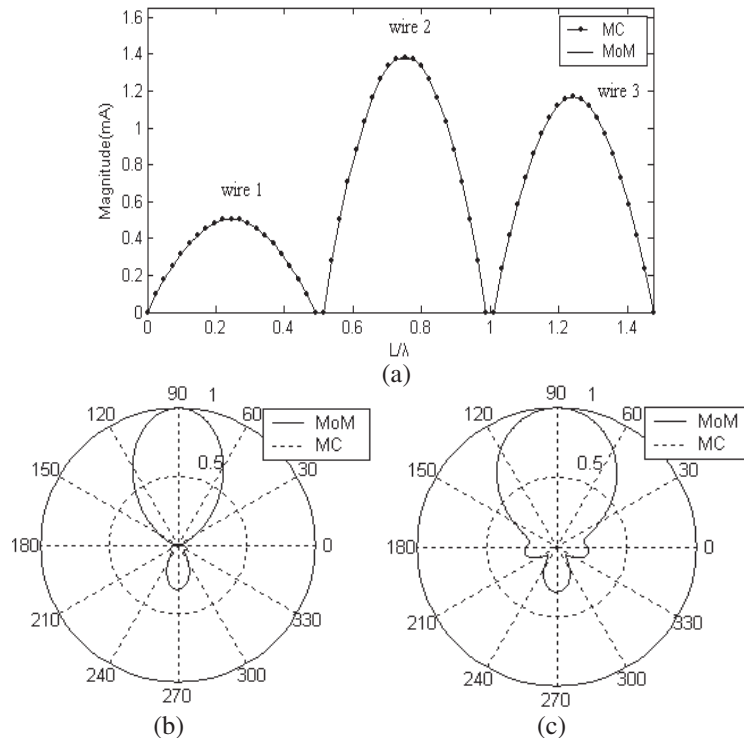 1.6
1.4
1.2
1
0.8
0.6
0.4
0.2
0
Magnitude(mA)
wire 1
wire 2
wire 3
MC
MoM
0 0.2 0.4 0.6 0.8 1 1.2 1.4
L/λ
(a)
90 1
120 60
150 30
0.5
180 0
210 330
240 300
270
MoM
MC
(b)
90 1
120 60
150 30
0.5
180 0
210 330
240 300
270
MoM
MC
(c)